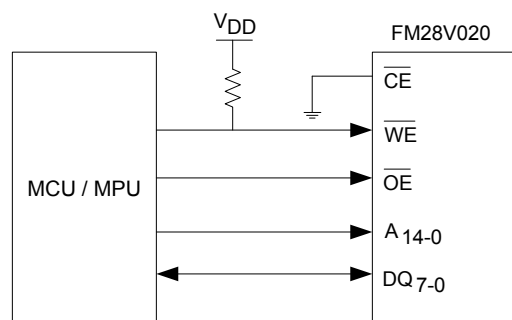 VDD
FM28V020
CE
WE
MCU / MPU
OE
A 14-0
DQ 7-0